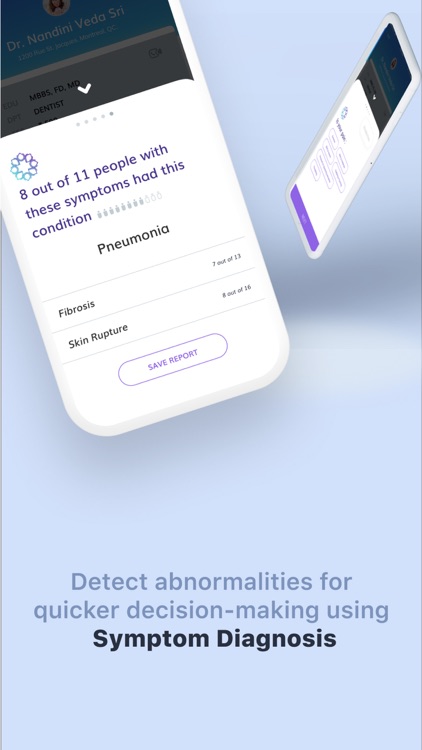 Dr. Nandini Veda Sri
EDU MBBS, FD, MD
DPT DENTIST
8 out of 11 people with
these symptoms had this
condition
Pneumonia
7 out of 13
Fibrosis
8 out of 16
Skin Rupture
SAVE REPORT
Detect abnormalities for
quicker decision-making using
Symptom Diagnosis